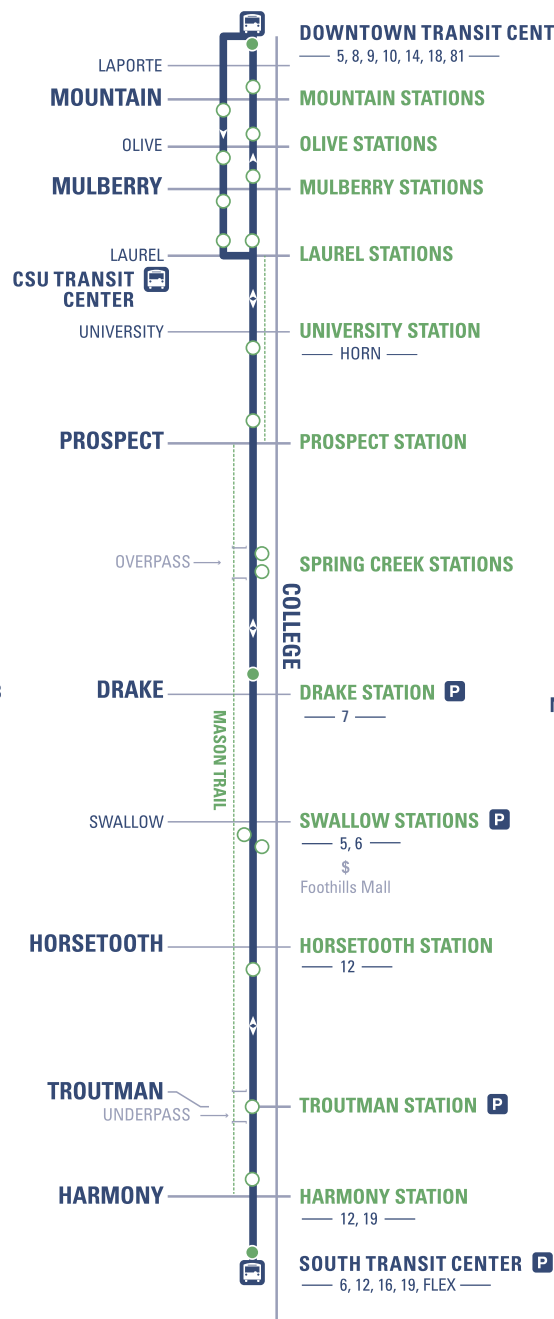 DOWNTOWN TRANSIT CENT
5, 8, 9, 10, 14, 18, 81
LAPORTE
MOUNTAIN
MOUNTAIN STATIONS
OLIVE
OLIVE STATIONS
MULBERRY
MULBERRY STATIONS
LAUREL
LAUREL STATIONS
CSU TRANSIT
CENTER
UNIVERSITY
UNIVERSITY STATION
HORN
PROSPECT
PROSPECT STATION
OVERPASS
SPRING CREEK STATIONS
COLLEGE
DRAKE
DRAKE STATION P
7
MASON TRAIL
SWALLOW
SWALLOW STATIONS P
5, 6
$
Foothills Mall
HORSETOOTH
HORSETOOTH STATION
12
TROUTMAN
UNDERPASS
TROUTMAN STATION P
HARMONY
HARMONY STATION
12, 19
SOUTH TRANSIT CENTER P
6, 12, 16, 19, FLEX